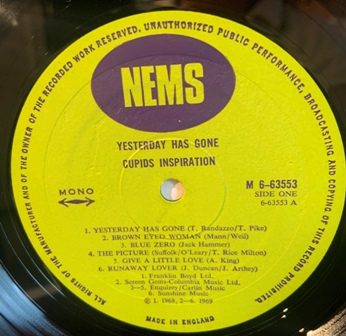 ALL RIGHTS OF THE MANUFACTURER AND OF THE OWNER OF THE RECORDED WORK RESERVED. UNAUTHORIZED PUBLIC PERFORMANCE, BROADCASTING AND COPYING OF THIS RECORD PROHIBITED
NEMS
YESTERDAY HAS GONE
CUPIDS INSPIRATION
MONO
M 6-63553
SIDE ONE
6-63553 A
1. YESTERDAY HAS GONE (T. Randazzo/T. Pike)
2. BROWN EYED WOMAN (Mann/Weil)
3. BLUE ZERO (Jack Hammer)
4. THE PICTURE (Suffolk/O'Leary/T. Rice Milton)
5. GIVE A LITTLE LOVE (A. King)
6. RUNAWAY LOVER (J. Duncan/J. Arthey)
1. Franklin Boyd Ltd.
2. Screen Gems-Columbia Music Ltd.
3-5. Enquiry/Carlin Music
6. Sunshine Music
℗ 1. 1968, 2-6. 1969
MADE IN ENGLAND